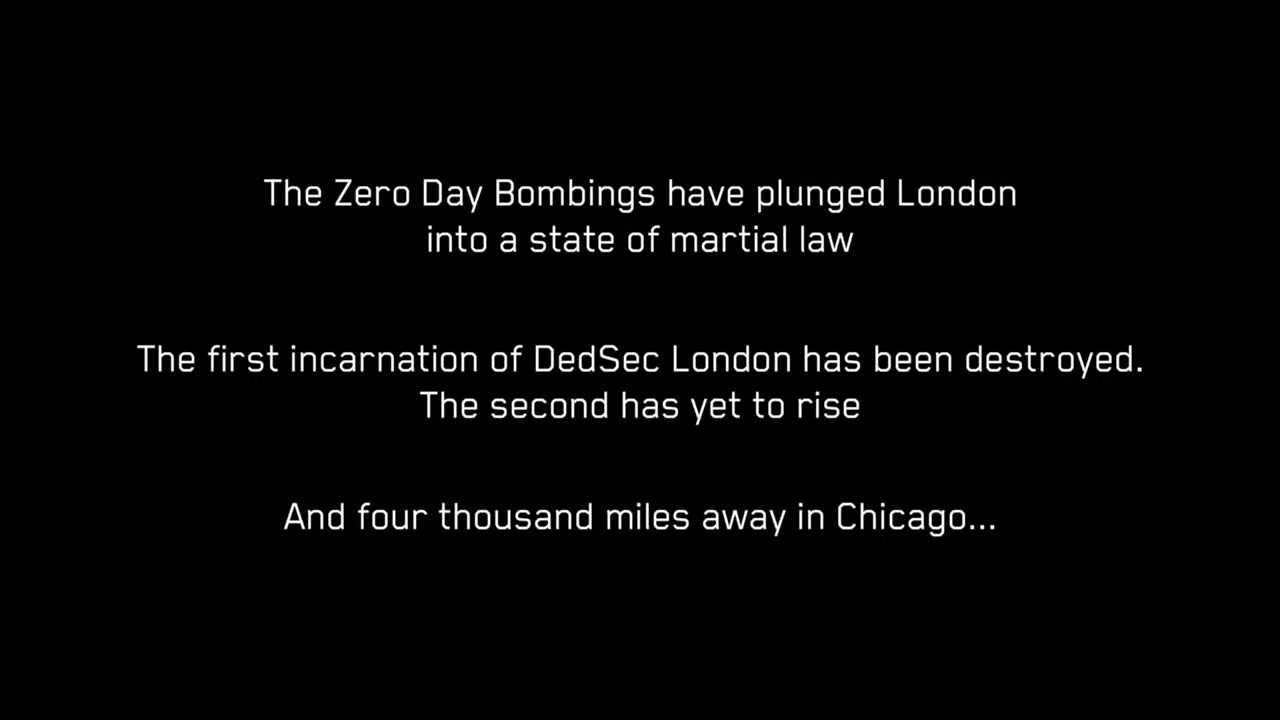 The Zero Day Bombings have plunged London
into a state of martial law
The first incarnation of DedSec London has been destroyed.
The second has yet to rise
And four thousand miles away in Chicago...